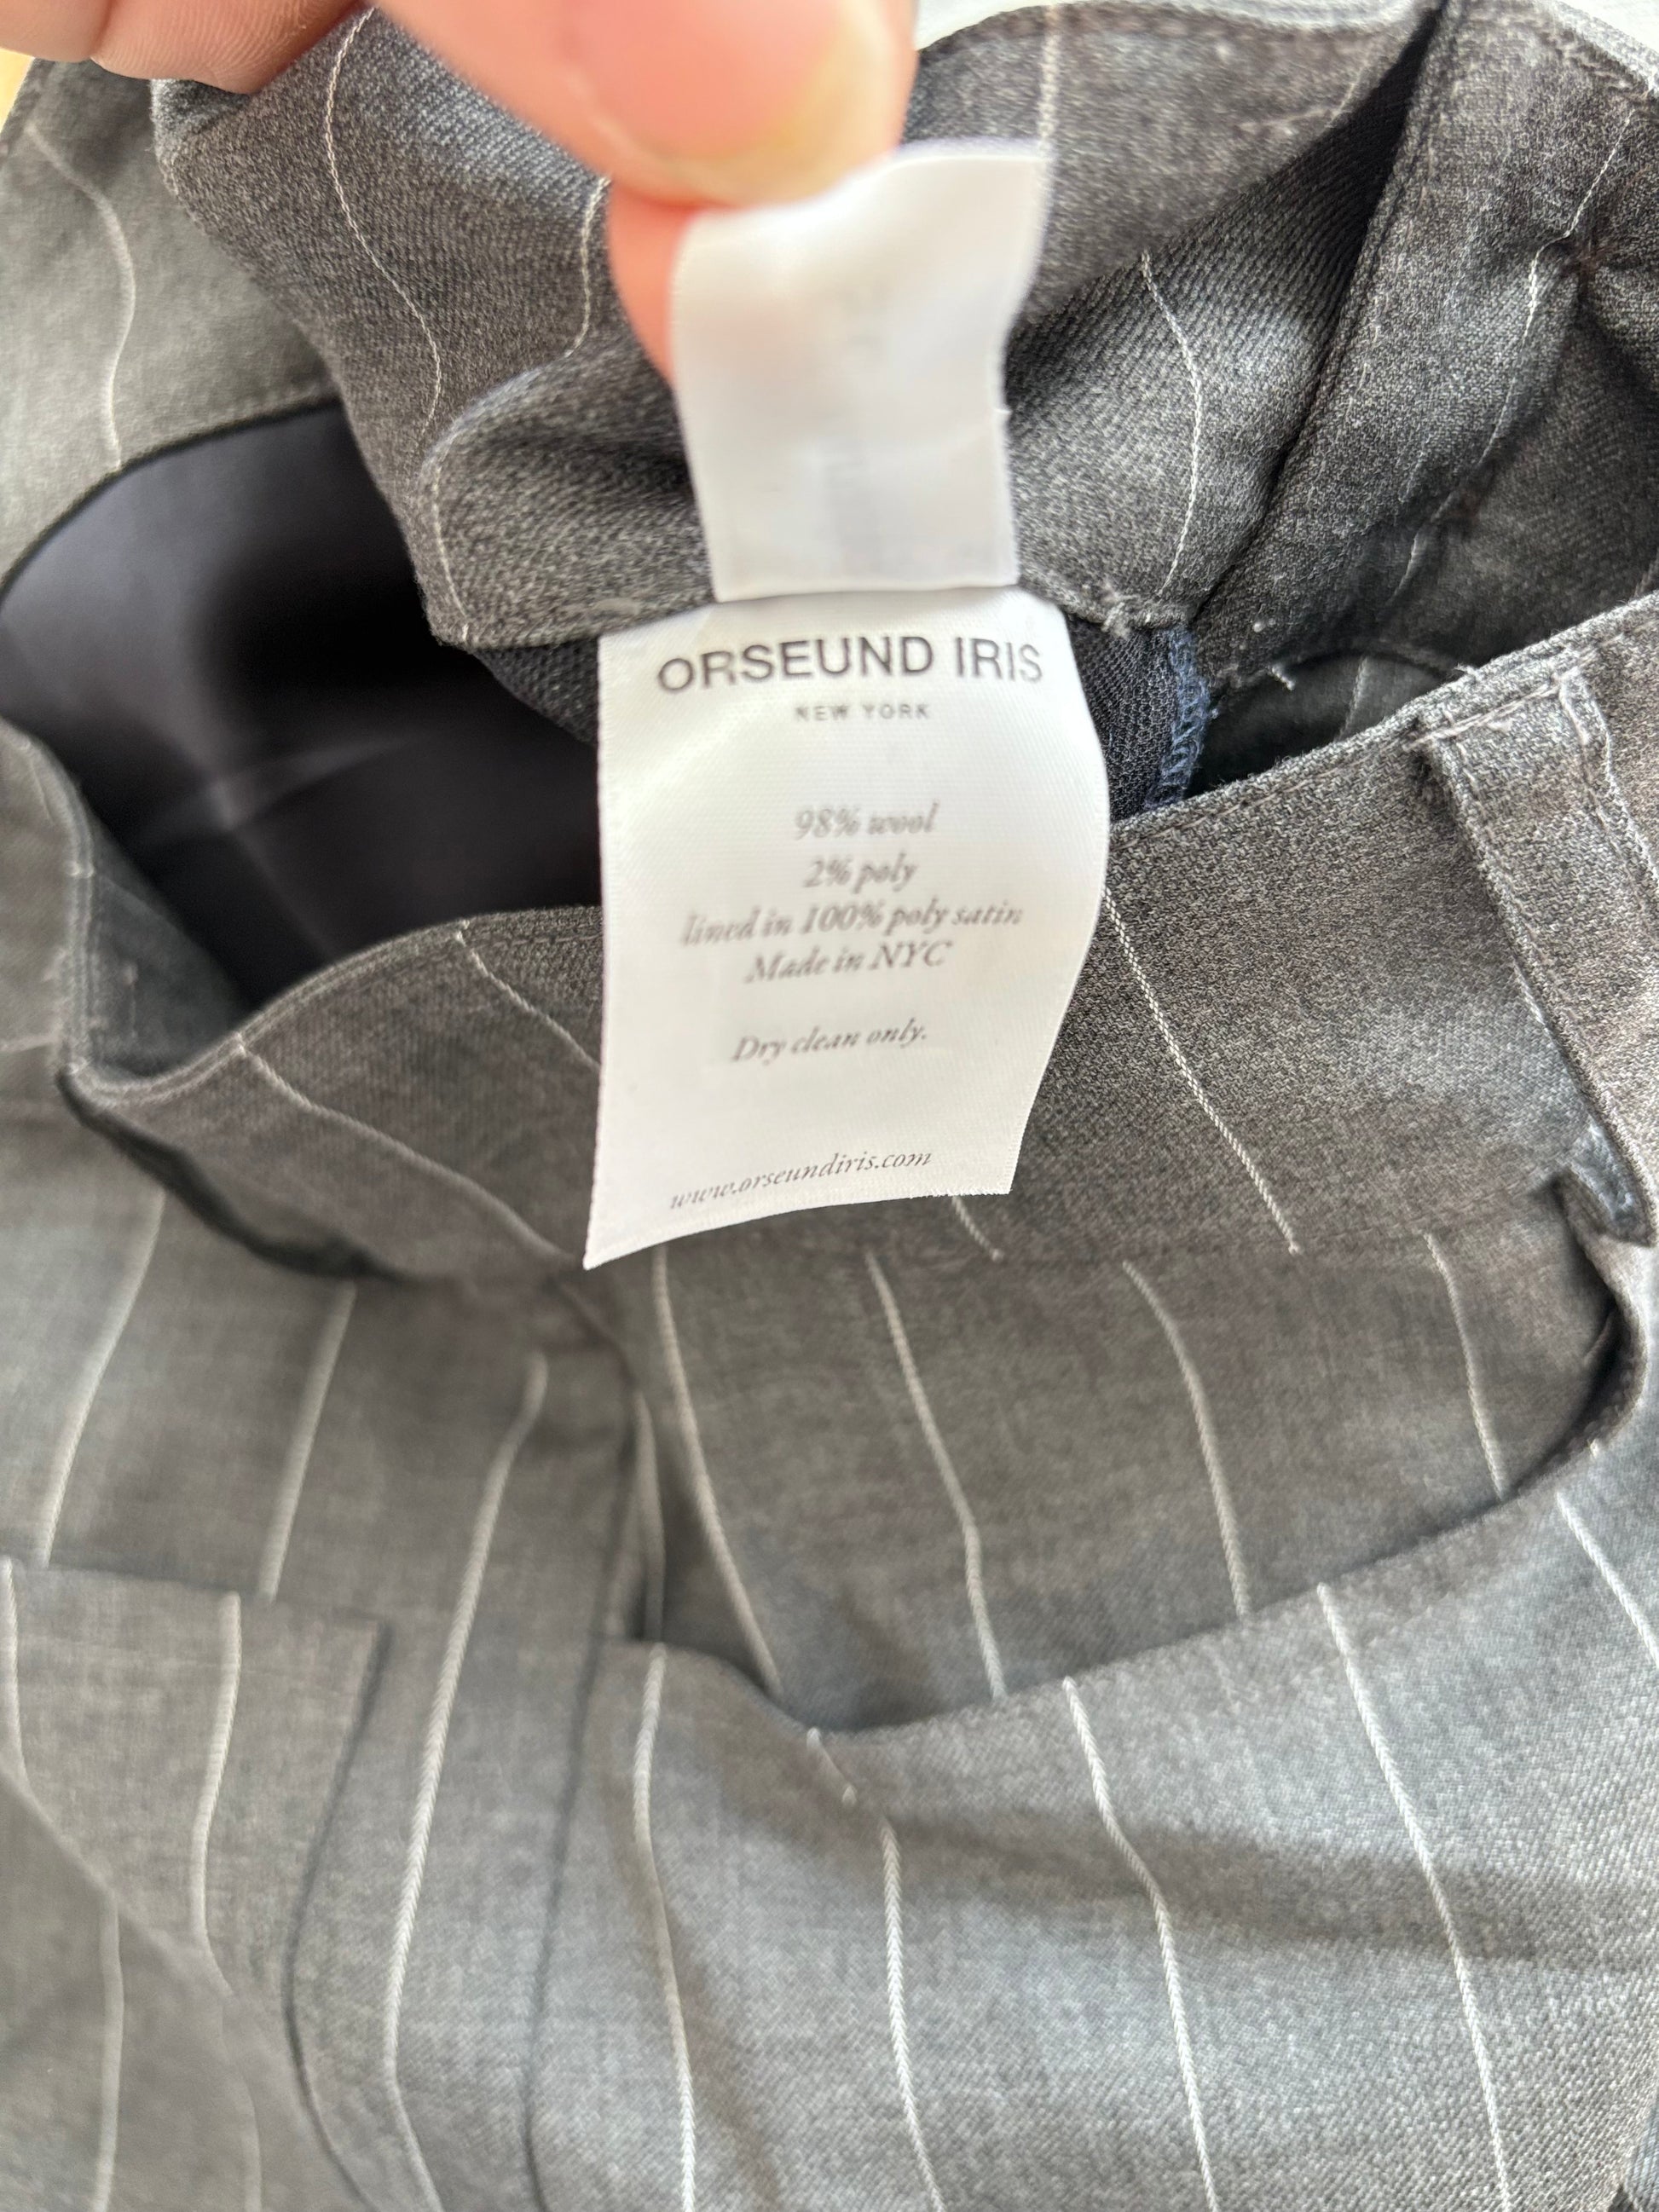 ORSEUND IRIS
NEW YORK
98% wool
2% poly
lined in 100% poly satin
Made in NYC
Dry clean only.
www.orseundiris.com